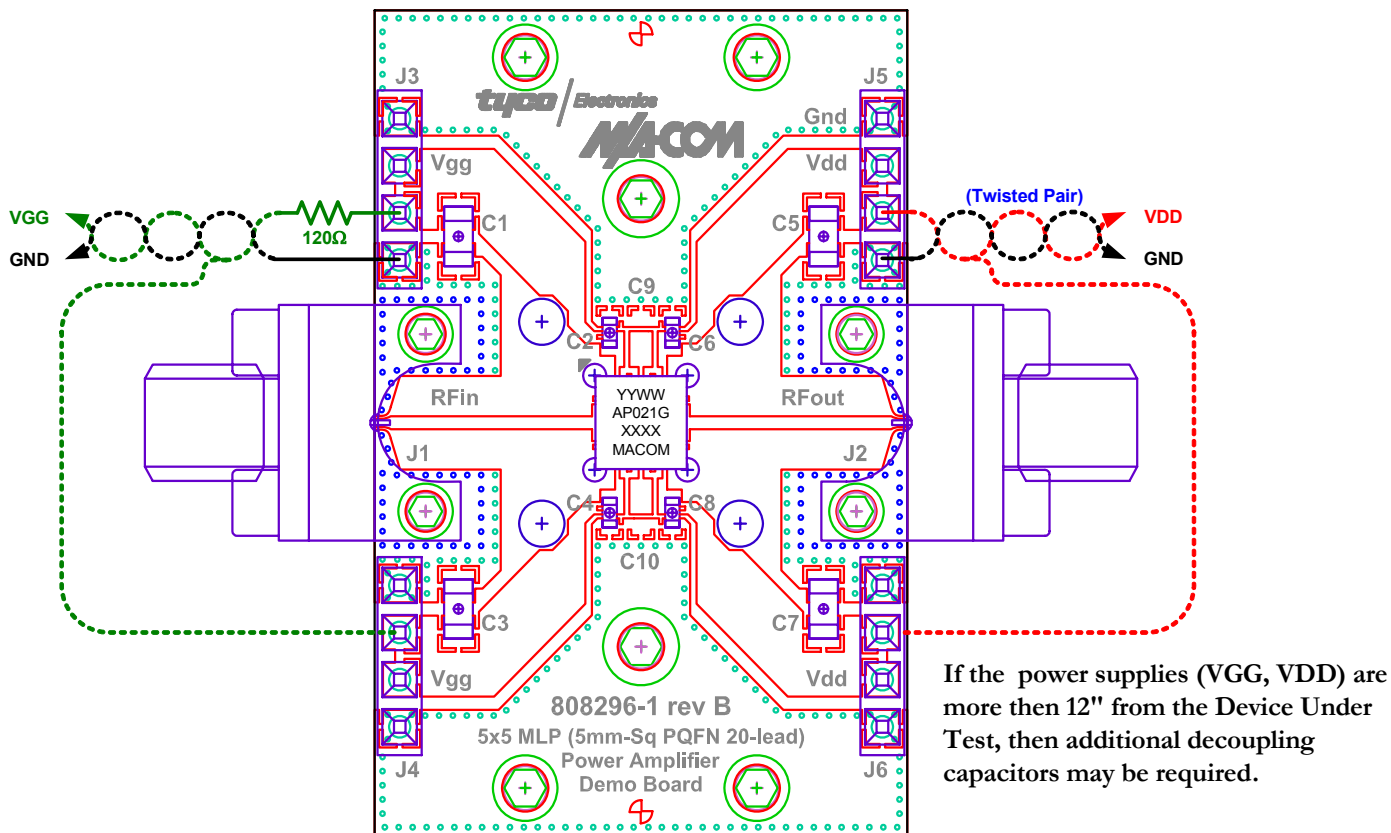 J3
J5
tyco / Electronics
M/A-COM
Gnd
Vgg
Vdd
(Twisted Pair)
VGG
120Ω
C1
C5
VDD
GND
GND
C9
C2
C6
YYWW
AP021G
XXXX
MACOM
RFin
RFout
J1
J2
C4
C8
C10
C3
C7
Vgg
Vdd
If the power supplies (VGG, VDD) are
more then 12" from the Device Under
Test, then additional decoupling
capacitors may be required.
808296-1 rev B
5x5 MLP (5mm-Sq PQFN 20-lead)
Power Amplifier
Demo Board
J4
J6